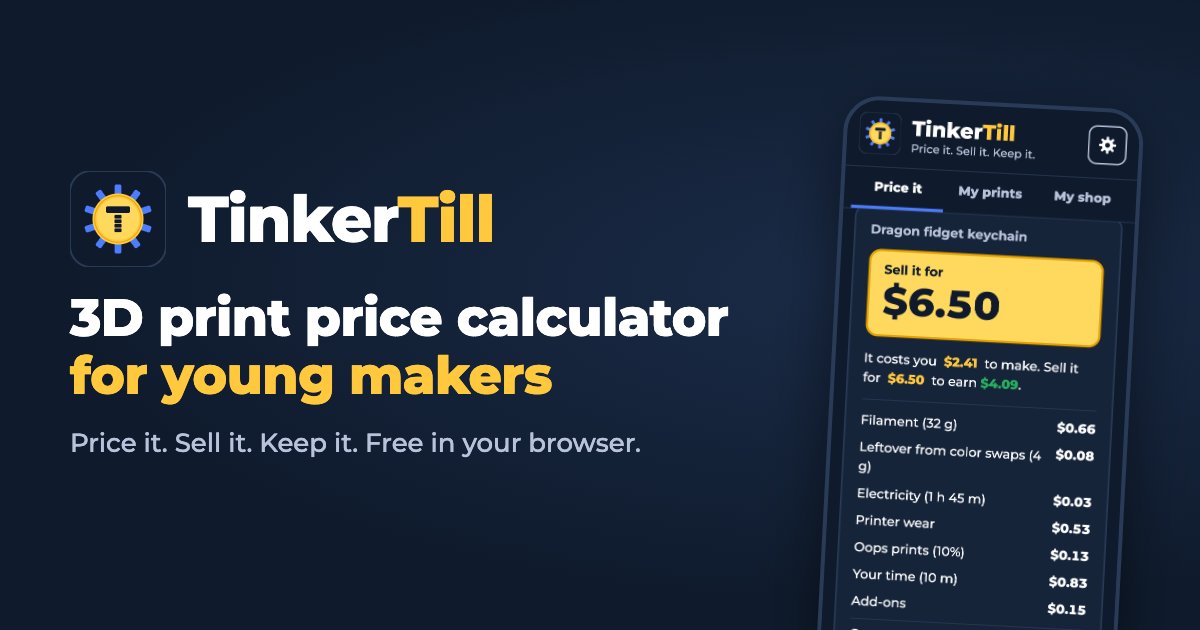 TinkerTill
3D print price calculator
for young makers
Price it. Sell it. Keep it. Free in your browser.
TinkerTill
Price it. Sell it. Keep it.
Price it My prints My shop
Dragon fidget keychain
Sell it for
$6.50
It costs you $2.41 to make. Sell it
for $6.50 to earn $4.09.
Filament (32 g) $0.66
Leftover from color swaps (4 $0.08
g)
Electricity (1 h 45 m) $0.03
Printer wear $0.53
Oops prints (10%) $0.13
Your time (10 m) $0.83
Add-ons $0.15